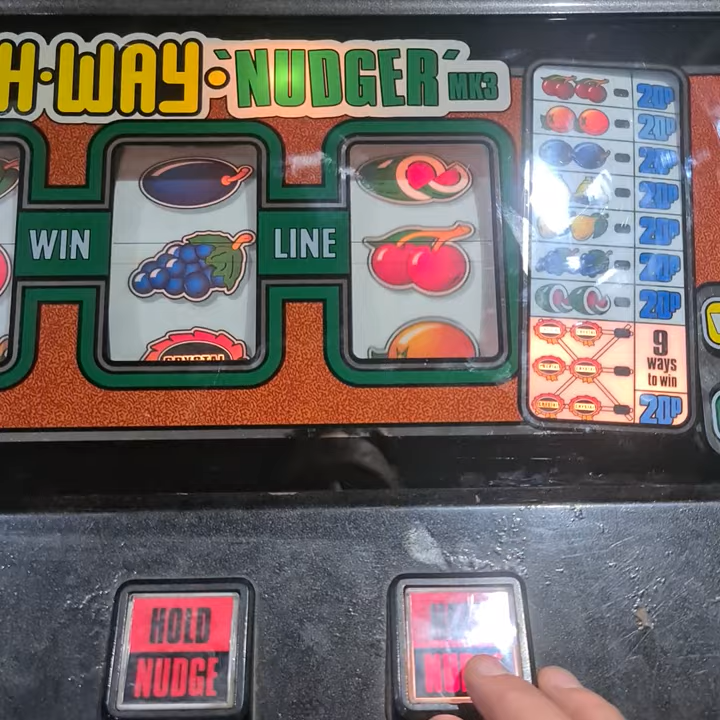 H·WAY·'NUDGER' MK3
WIN
LINE
CRYSTAL
20P
20P
20P
20P
20P
20P
20P
9
ways
to win
20P
HOLD
NUDGE